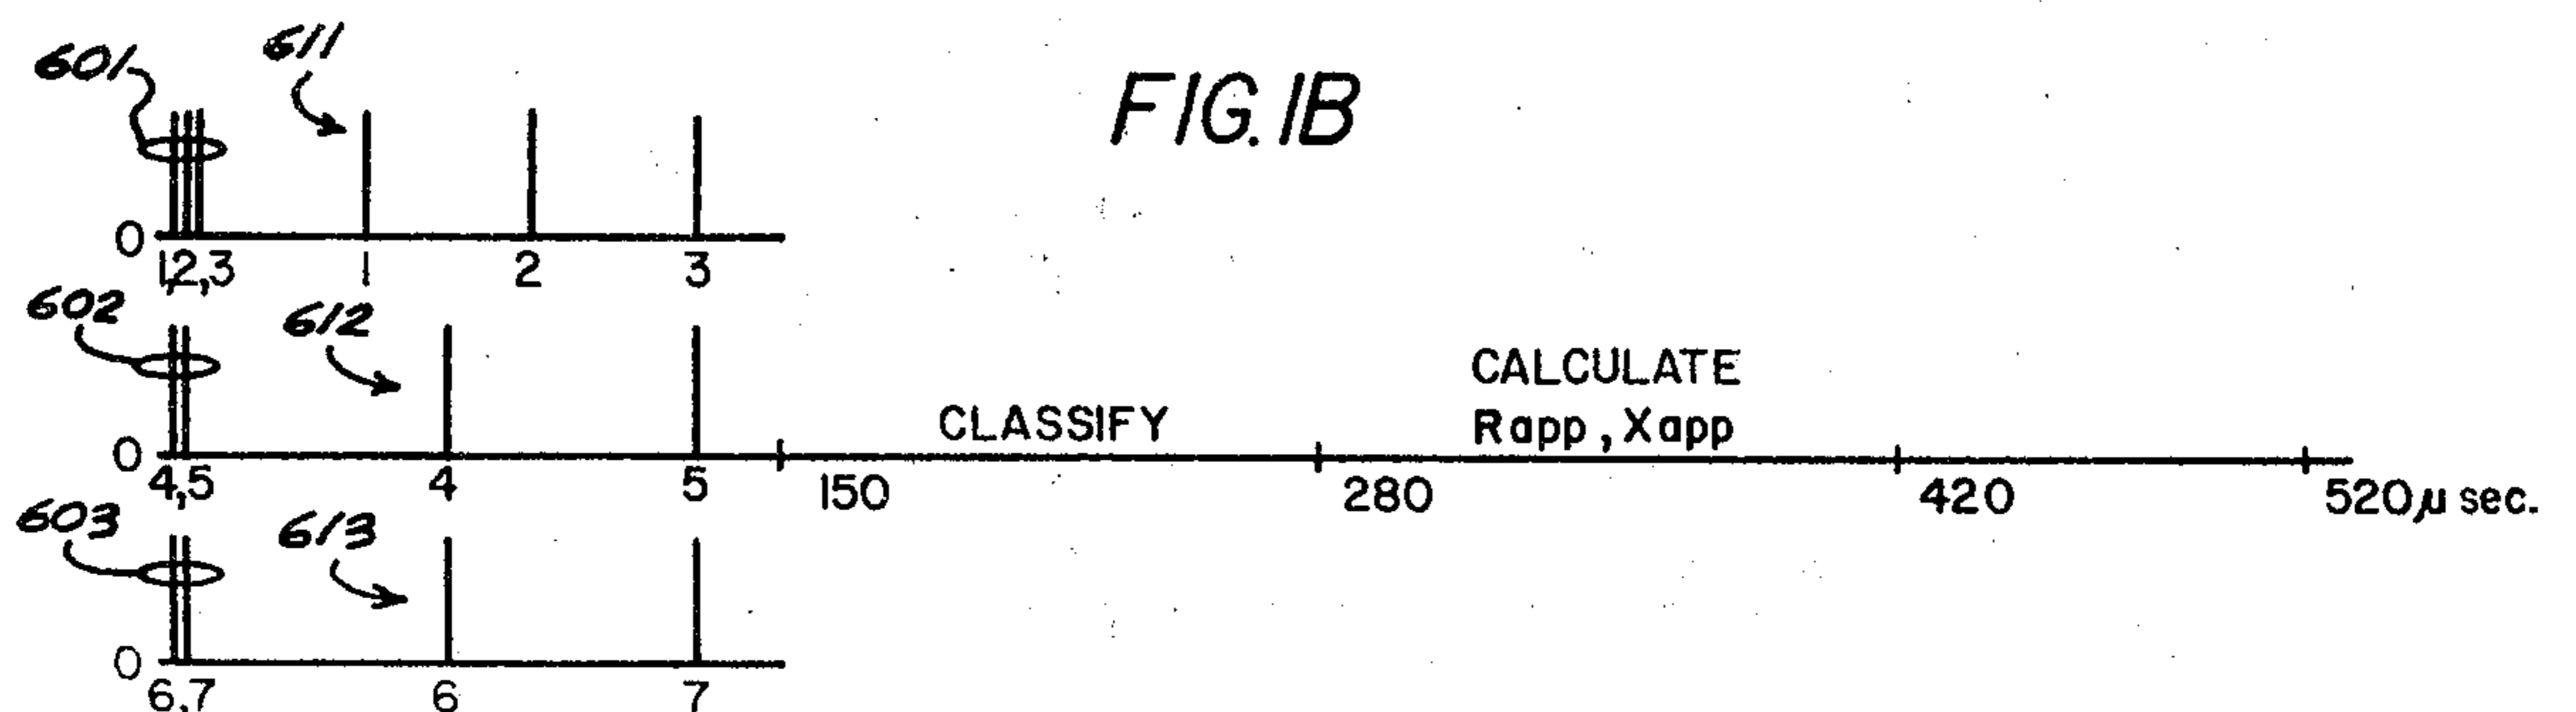 601 611
FIG. 1B
0
1,2,3 1 2 3
602 612
CALCULATE
CLASSIFY Rapp, Xapp
0
4,5 4 5 150 280 420 520 μ sec.
603 613
0
6,7 6 7